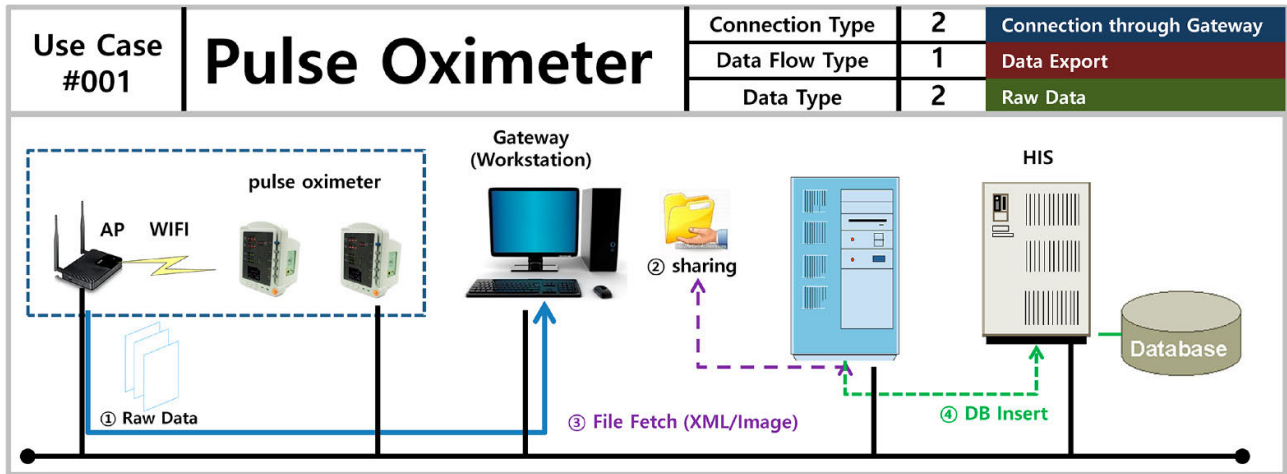 Use Case
#001
Pulse Oximeter
Connection Type
2
Connection through Gateway
Data Flow Type
1
Data Export
Data Type
2
Raw Data
Gateway
(Workstation)
HIS
pulse oximeter
AP
WIFI
② sharing
Database
① Raw Data
③ File Fetch (XML/Image)
④ DB Insert